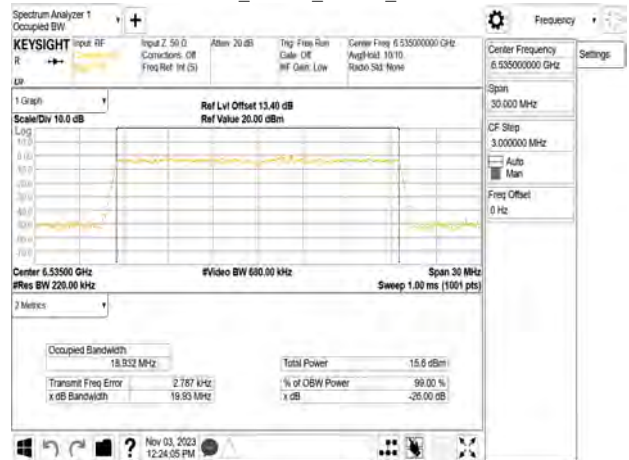 Spectrum Analyzer 1
Occupied BW
Frequency
KEYSIGHT
Input: RF
Input Z: 50 Ω
Corrections: Off
Freq Ref: Int (S)
Atten: 20 dB
Trig: Free Run
Gate: Off
#IF Gain: Low
Center Freq: 6.535000000 GHz
Avg|Hold: 10/10
Radio Std: None
R
Center Frequency
6.535000000 GHz
Settings
Span
30.000 MHz
CF Step
3.000000 MHz
Auto
Man
Freq Offset
0 Hz
1 Graph
Scale/Div 10.0 dB
Ref Lvl Offset 13.40 dB
Ref Value 20.00 dBm
Log
Center 6.53500 GHz
#Res BW 220.00 kHz
#Video BW 680.00 kHz
Span 30 MHz
Sweep 1.00 ms (1001 pts)
2 Metrics
Occupied Bandwidth
18.932 MHz
Total Power 15.6 dBm
Transmit Freq Error 2.787 kHz
% of OBW Power 99.00 %
x dB Bandwidth 19.93 MHz
x dB -26.00 dB
?
Nov 03, 2023
12:24:05 PM